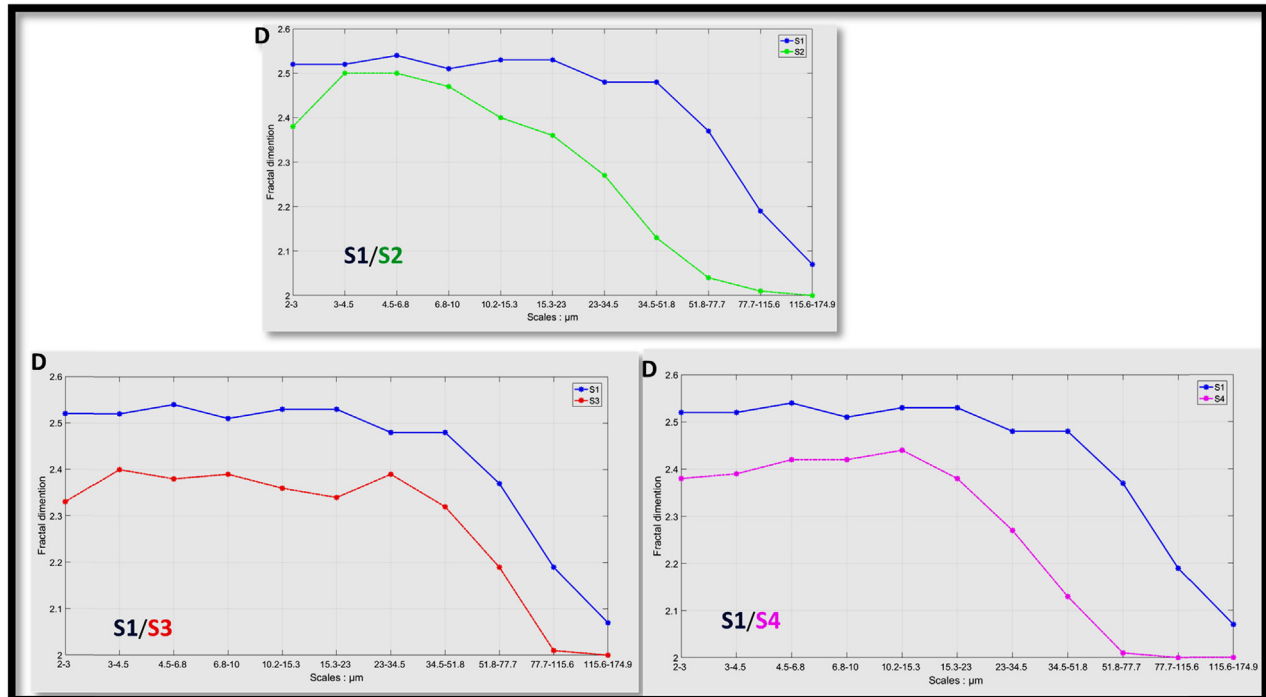 D
2.6
2.5
2.4
2.3
2.2
2.1
2
Fractal dimention
S1
S2
S1/S2
2-3 3-4.5 4.5-6.8 6.8-10 10.2-15.3 15.3-23 23-34.5 34.5-51.8 51.8-77.7 77.7-115.6 115.6-174.9
Scales : µm
D
2.6
2.5
2.4
2.3
2.2
2.1
2
Fractal dimention
S1
S3
S1/S3
2-3 3-4.5 4.5-6.8 6.8-10 10.2-15.3 15.3-23 23-34.5 34.5-51.8 51.8-77.7 77.7-115.6 115.6-174.9
Scales : µm
D
2.6
2.5
2.4
2.3
2.2
2.1
2
Fractal dimention
S1
S4
S1/S4
2-3 3-4.5 4.5-6.8 6.8-10 10.2-15.3 15.3-23 23-34.5 34.5-51.8 51.8-77.7 77.7-115.6 115.6-174.9
Scales : µm